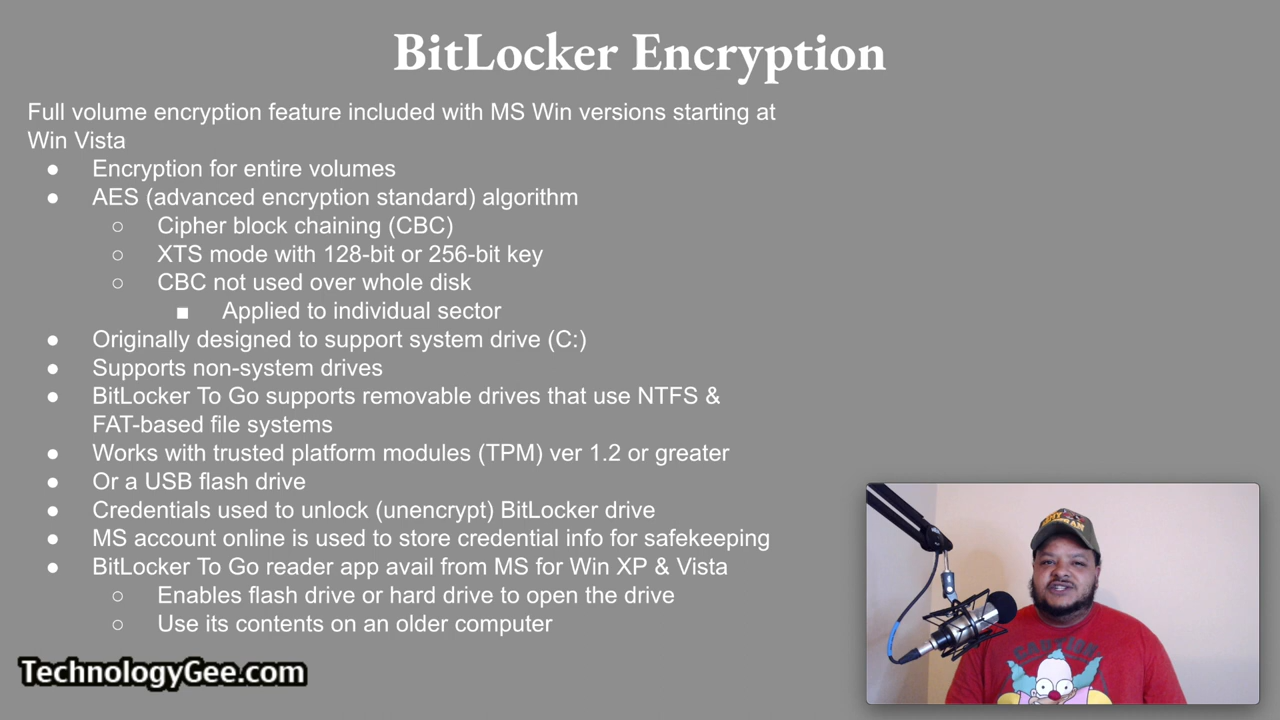 BitLocker Encryption
Full volume encryption feature included with MS Win versions starting at
Win Vista
● Encryption for entire volumes
● AES (advanced encryption standard) algorithm
○ Cipher block chaining (CBC)
○ XTS mode with 128-bit or 256-bit key
○ CBC not used over whole disk
■ Applied to individual sector
● Originally designed to support system drive (C:)
● Supports non-system drives
● BitLocker To Go supports removable drives that use NTFS &
FAT-based file systems
● Works with trusted platform modules (TPM) ver 1.2 or greater
● Or a USB flash drive
● Credentials used to unlock (unencrypt) BitLocker drive
● MS account online is used to store credential info for safekeeping
● BitLocker To Go reader app avail from MS for Win XP & Vista
○ Enables flash drive or hard drive to open the drive
○ Use its contents on an older computer
TechnologyGee.com
CAUTION